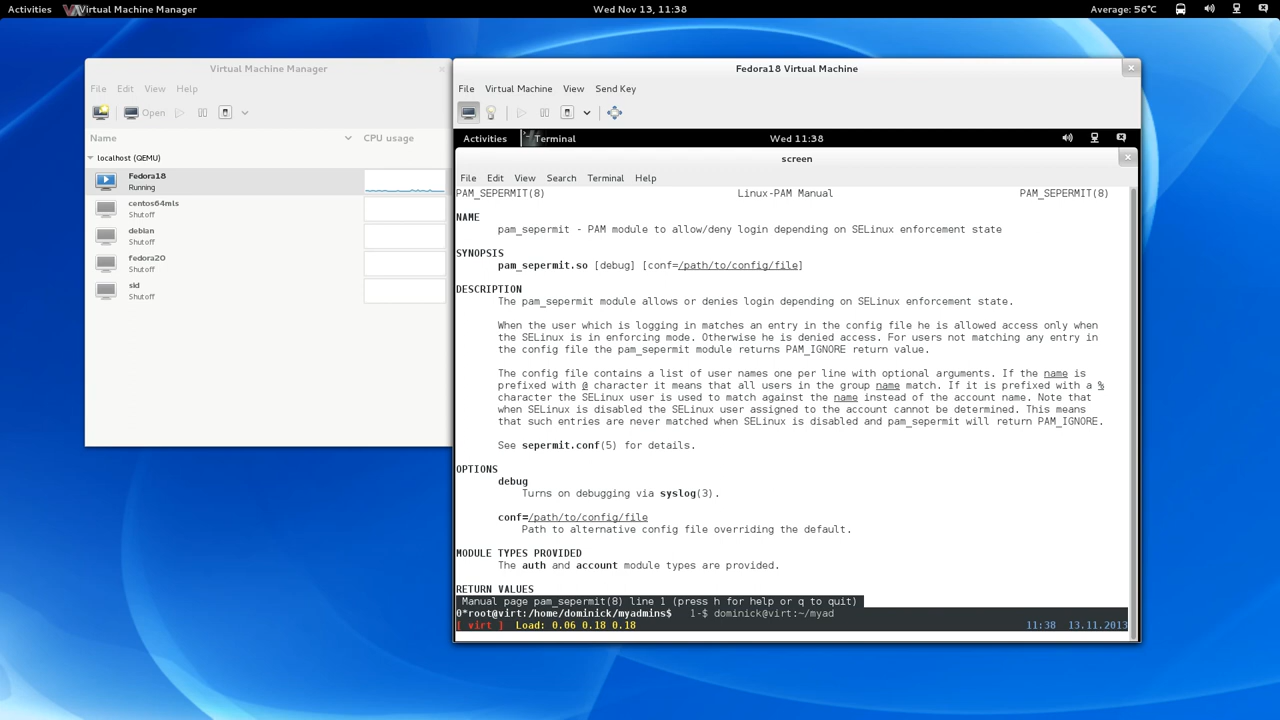 Activities Virtual Machine Manager Wed Nov 13, 11:38 Average: 56°C
Virtual Machine Manager
File Edit View Help
Open
Name CPU usage
localhost (QEMU)
Fedora18
Running
centos64mls
Shutoff
debian
Shutoff
fedora20
Shutoff
sid
Shutoff
Fedora18 Virtual Machine
File Virtual Machine View Send Key
Activities Terminal Wed 11:38
screen
File Edit View Search Terminal Help
PAM_SEPERMIT(8) Linux-PAM Manual PAM_SEPERMIT(8)
NAME
pam_sepermit - PAM module to allow/deny login depending on SELinux enforcement state
SYNOPSIS
pam_sepermit.so [debug] [conf=/path/to/config/file]
DESCRIPTION
The pam_sepermit module allows or denies login depending on SELinux enforcement state.
When the user which is logging in matches an entry in the config file he is allowed access only when
the SELinux is in enforcing mode. Otherwise he is denied access. For users not matching any entry in
the config file the pam_sepermit module returns PAM_IGNORE return value.
The config file contains a list of user names one per line with optional arguments. If the name is
prefixed with @ character it means that all users in the group name match. If it is prefixed with a %
character the SELinux user is used to match against the name instead of the account name. Note that
when SELinux is disabled the SELinux user assigned to the account cannot be determined. This means
that such entries are never matched when SELinux is disabled and pam_sepermit will return PAM_IGNORE.
See sepermit.conf(5) for details.
OPTIONS
debug
Turns on debugging via syslog(3).
conf=/path/to/config/file
Path to alternative config file overriding the default.
MODULE TYPES PROVIDED
The auth and account module types are provided.
RETURN VALUES
Manual page pam_sepermit(8) line 1 (press h for help or q to quit)
0*root@virt:/home/dominick/myadmins$ 1-$ dominick@virt:~/myad
[ virt ] Load: 0.06 0.18 0.18 11:38 13.11.2013